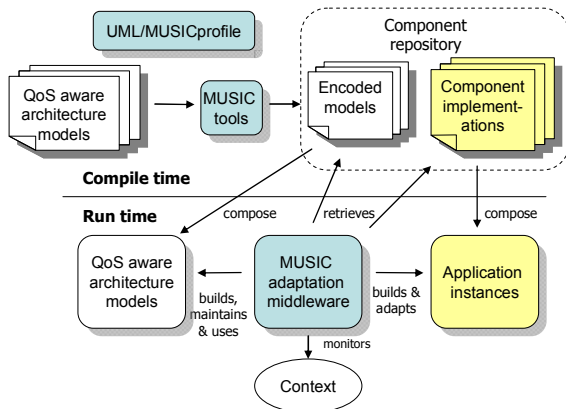 UML/MUSICprofile
Component
repository
QoS aware
architecture
models
MUSIC
tools
Encoded
models
Component
implement-
ations
Compile time
Run time
compose
retrieves
compose
QoS aware
architecture
models
builds,
maintains
& uses
MUSIC
adaptation
middleware
builds &
adapts
Application
instances
monitors
Context